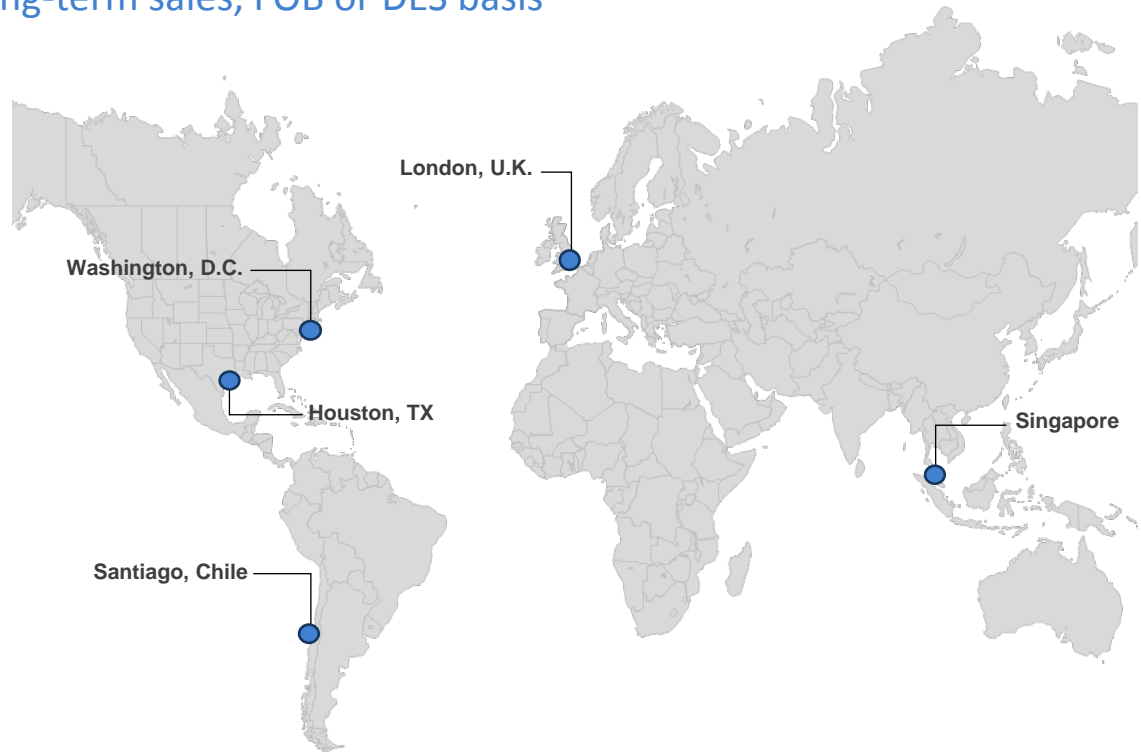 ng-term sales, FOB or DES basis
London, U.K.
Washington, D.C.
Houston, TX
Singapore
Santiago, Chile